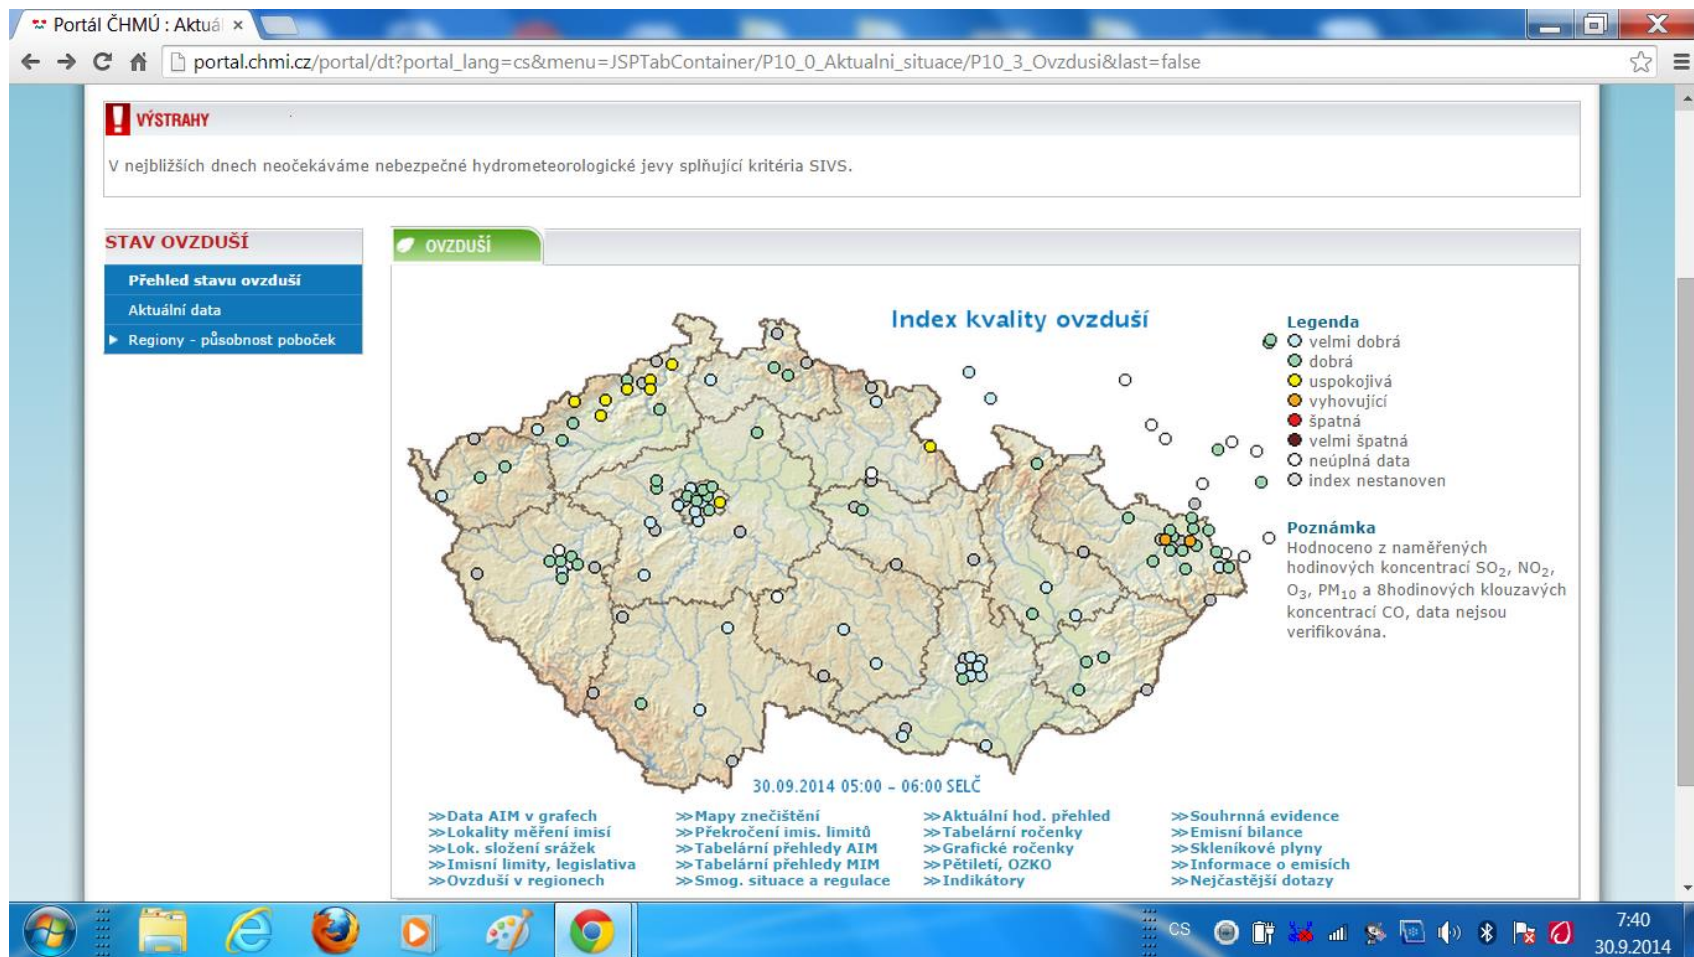 Portál ČHMÚ : Aktuál
portal.chmi.cz/portal/dt?portal_lang=cs&menu=JSPTabContainer/P10_0_Aktualni_situace/P10_3_Ovzdusi&last=false
VÝSTRAHY
V nejbližších dnech neočekáváme nebezpečné hydrometeorologické jevy splňující kritéria SIVS.
STAV OVZDUŠÍ
Přehled stavu ovzduší
Aktuální data
Regiony - působnost poboček
OVZDUŠÍ
Index kvality ovzduší
Legenda
velmi dobrá
dobrá
uspokojivá
vyhovující
špatná
velmi špatná
neúplná data
index nestanoven
Poznámka
Hodnoceno z naměřených
hodinových koncentrací SO₂, NO₂,
O₃, PM₁₀ a 8hodinových klouzavých
koncentrací CO, data nejsou
verifikována.
30.09.2014 05:00 – 06:00 SELČ
>>Data AIM v grafech
>>Lokality měření imisí
>>Lok. složení srážek
>>Imisní limity, legislativa
>>Ovzduší v regionech
>>Mapy znečištění
>>Překročení imis. limitů
>>Tabelární přehledy AIM
>>Tabelární přehledy MIM
>>Smog. situace a regulace
>>Aktuální hod. přehled
>>Tabelární ročenky
>>Grafické ročenky
>>Pětiletí, OZKO
>>Indikátory
>>Souhrnná evidence
>>Emisní bilance
>>Skleníkové plyny
>>Informace o emisích
>>Nejčastější dotazy
CS
7:40
30.9.2014